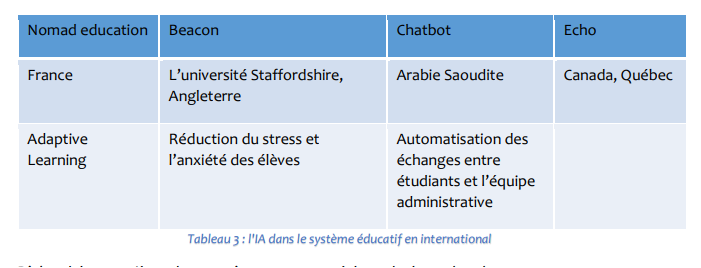 Nomad education Beacon Chatbot Echo
France L'université Staffordshire, Angleterre Arabie Saoudite Canada, Québec
Adaptive Learning Réduction du stress et l'anxiété des élèves Automatisation des échanges entre étudiants et l'équipe administrative
Tableau 3 : l'IA dans le système éducatif en international